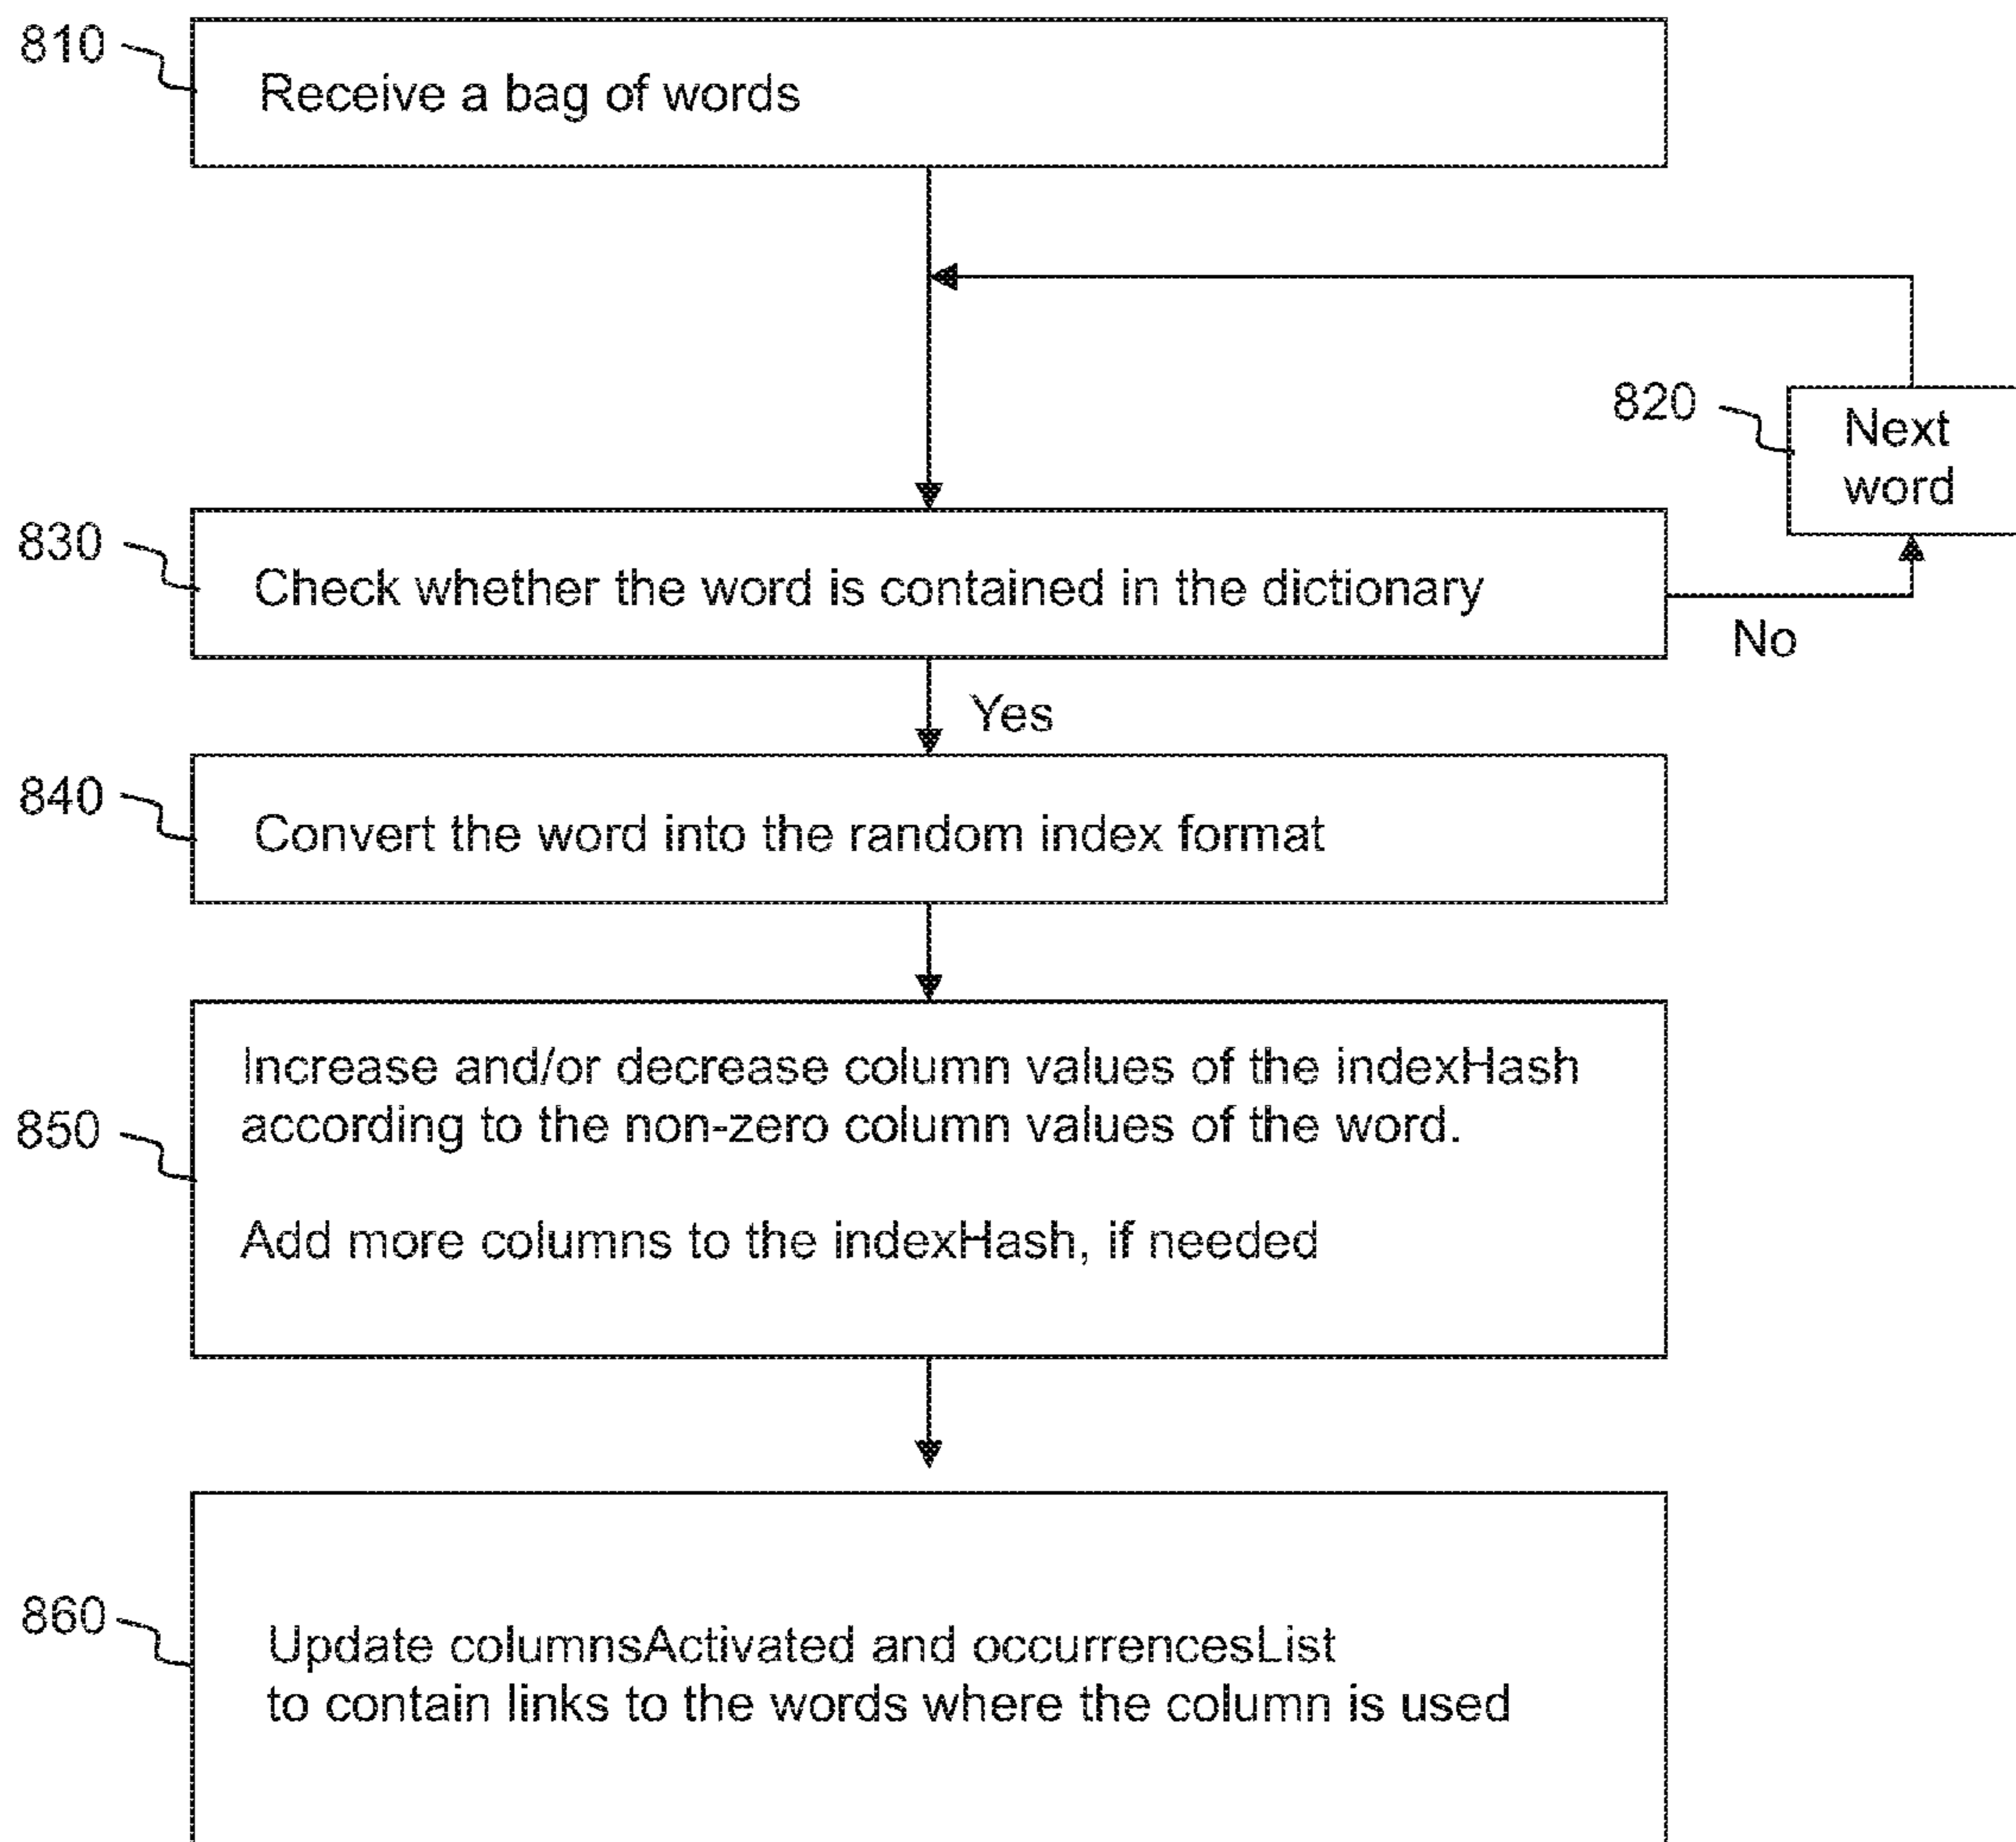 810
Receive a bag of words
820
Next
word
830
Check whether the word is contained in the dictionary
No
Yes
840
Convert the word into the random index format
850
Increase and/or decrease column values of the indexHash
according to the non-zero column values of the word.
Add more columns to the indexHash, if needed
860
Update columnsActivated and occurrencesList
to contain links to the words where the column is used